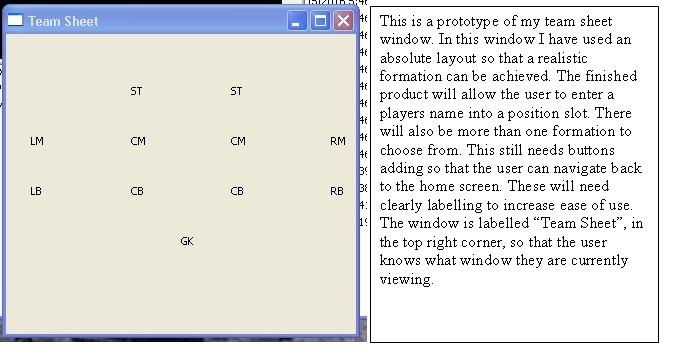 Team Sheet
ST ST
LM CM CM RM
LB CB CB RB
GK
This is a prototype of my team sheet
window. In this window I have used an
absolute layout so that a realistic
formation can be achieved. The finished
product will allow the user to enter a
players name into a position slot. There
will also be more than one formation to
choose from. This still needs buttons
adding so that the user can navigate back
to the home screen. These will need
clearly labelling to increase ease of use.
The window is labelled “Team Sheet”, in
the top right corner, so that the user
knows what window they are currently
viewing.